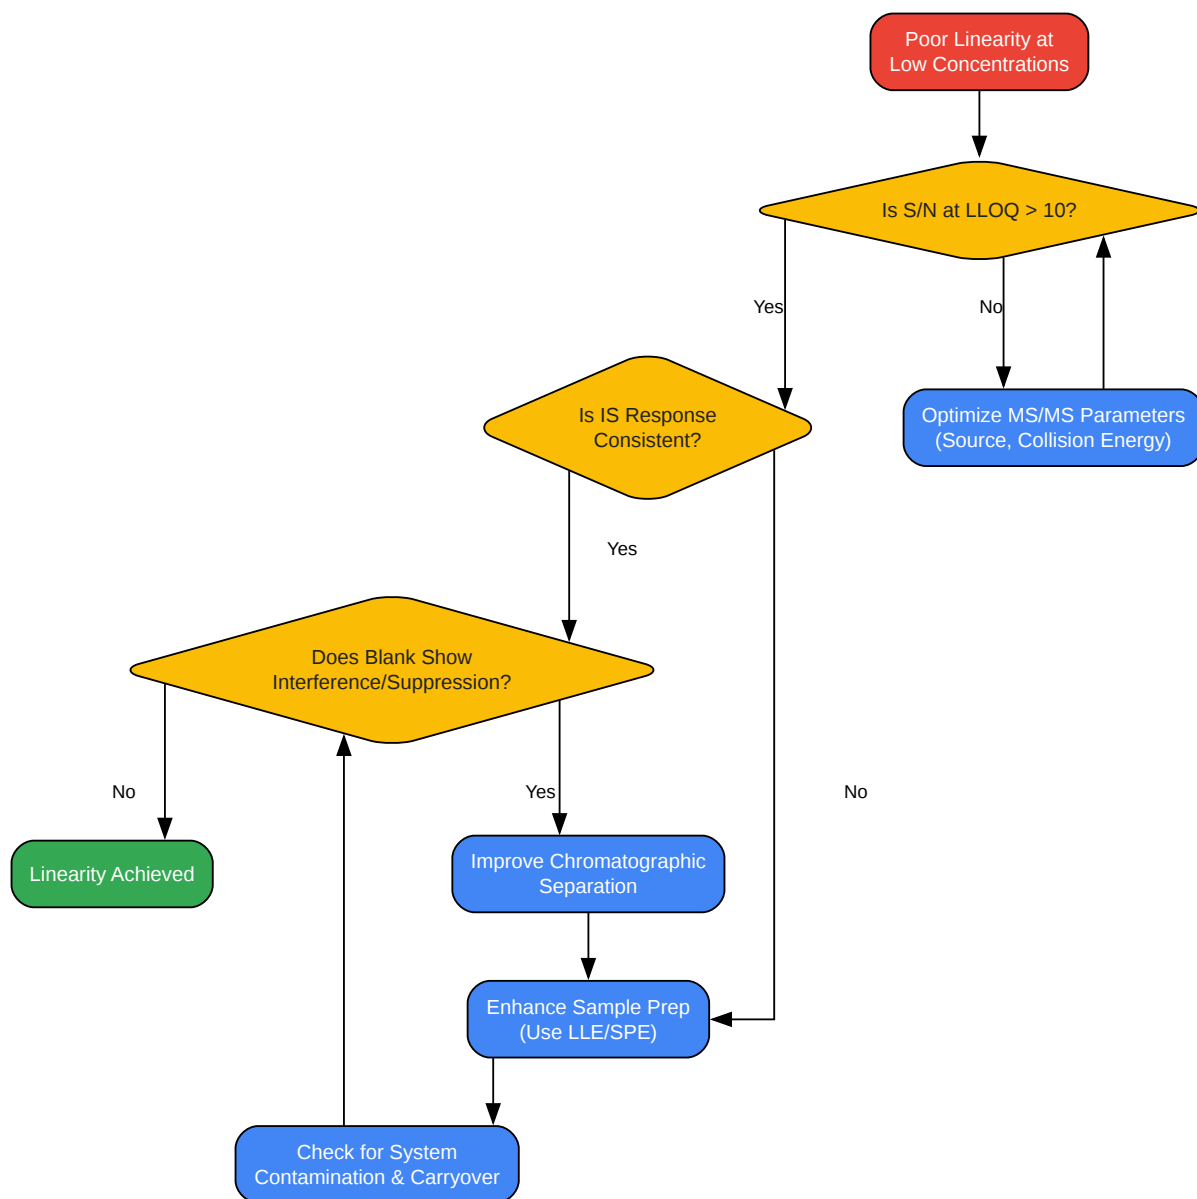 Poor Linearity at
Low Concentrations
Is S/N at LLOQ > 10?
Yes
No
Is IS Response
Consistent?
Optimize MS/MS Parameters
(Source, Collision Energy)
Yes
Does Blank Show
Interference/Suppression?
No
Yes
No
Linearity Achieved
Improve Chromatographic
Separation
Enhance Sample Prep
(Use LLE/SPE)
Check for System
Contamination & Carryover